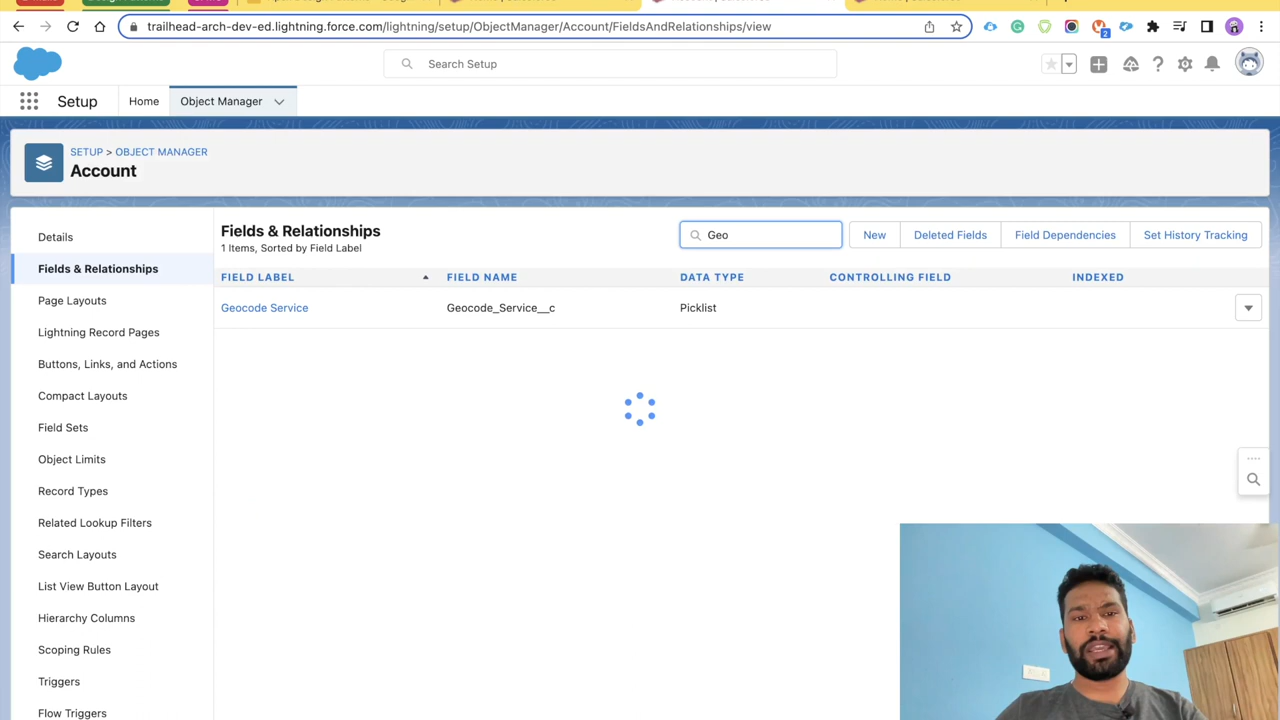 trailhead-arch-dev-ed.lightning.force.com/lightning/setup/ObjectManager/Account/FieldsAndRelationships/view
2
Search Setup
Setup
Home
Object Manager
SETUP > OBJECT MANAGER
Account
Details
Fields & Relationships
Page Layouts
Lightning Record Pages
Buttons, Links, and Actions
Compact Layouts
Field Sets
Object Limits
Record Types
Related Lookup Filters
Search Layouts
List View Button Layout
Hierarchy Columns
Scoping Rules
Triggers
Flow Triggers
Fields & Relationships
1 Items, Sorted by Field Label
Geo
New
Deleted Fields
Field Dependencies
Set History Tracking
FIELD LABEL
FIELD NAME
DATA TYPE
CONTROLLING FIELD
INDEXED
Geocode Service
Geocode_Service__c
Picklist